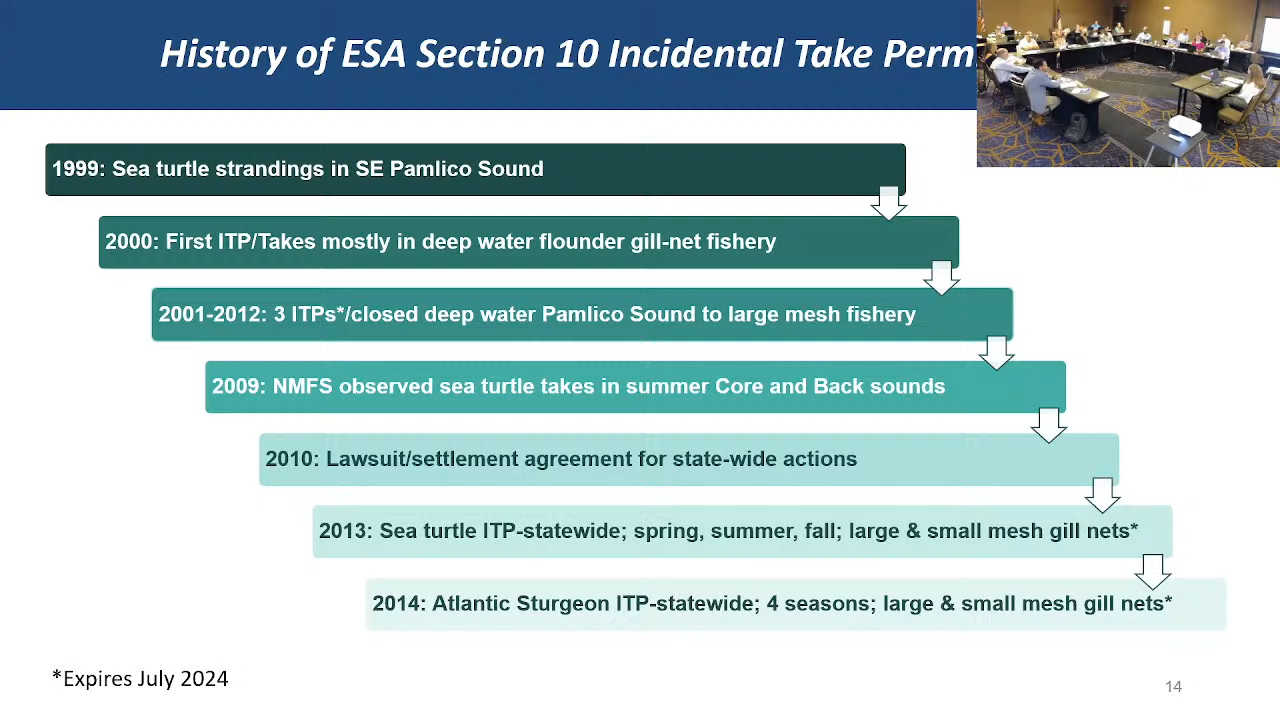 History of ESA Section 10 Incidental Take Perm
1999: Sea turtle strandings in SE Pamlico Sound
2000: First ITP/Takes mostly in deep water flounder gill-net fishery
2001-2012: 3 ITPs*/closed deep water Pamlico Sound to large mesh fishery
2009: NMFS observed sea turtle takes in summer Core and Back sounds
2010: Lawsuit/settlement agreement for state-wide actions
2013: Sea turtle ITP-statewide; spring, summer, fall; large & small mesh gill nets*
2014: Atlantic Sturgeon ITP-statewide; 4 seasons; large & small mesh gill nets*
*Expires July 2024
14